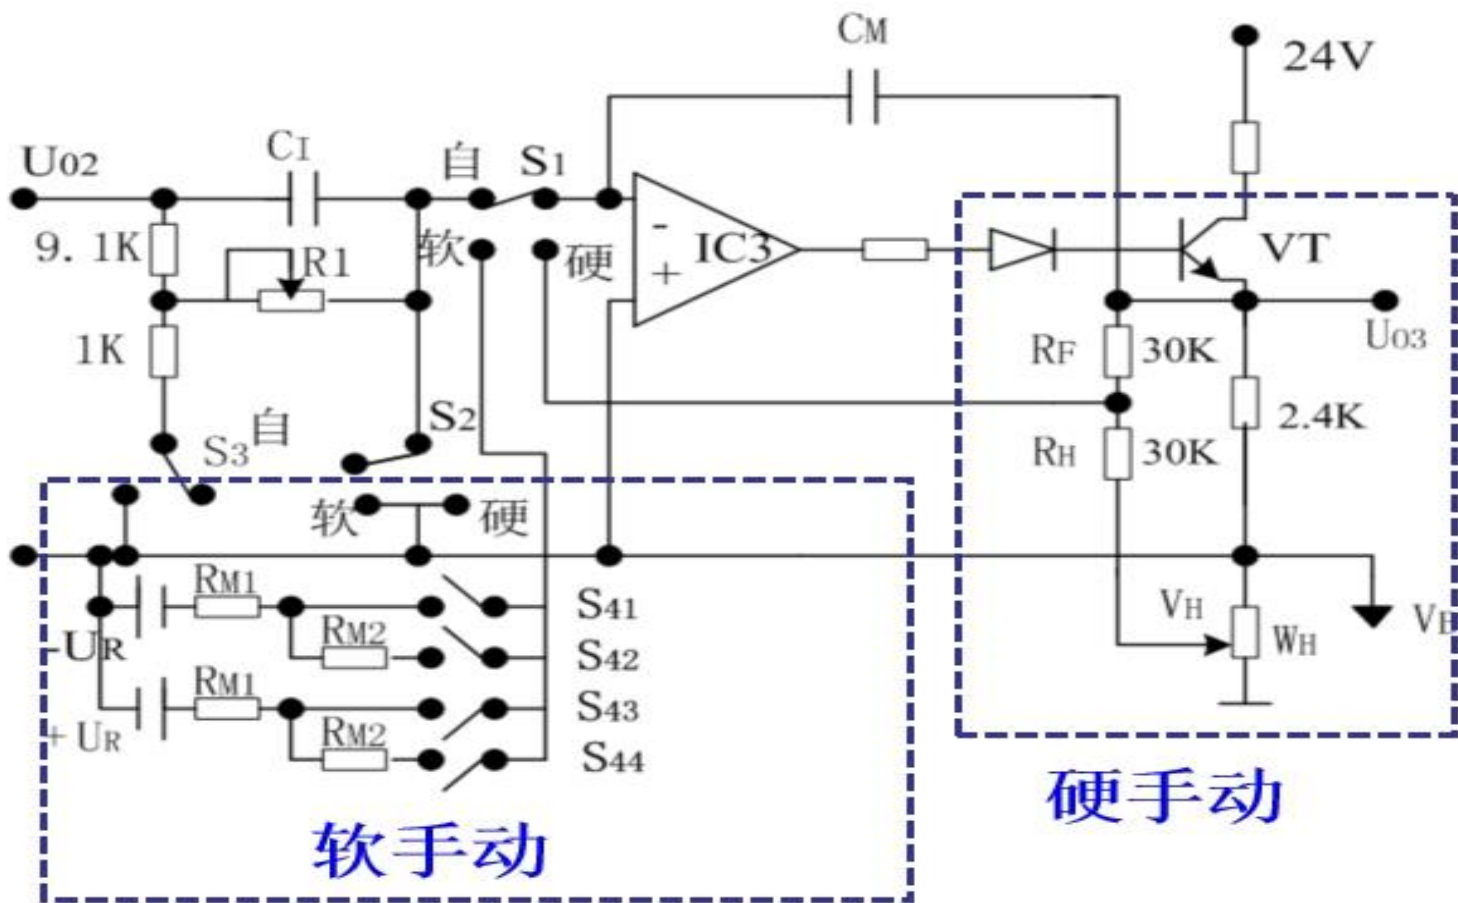 CM
24V
U02 CI 自 S1
9.1K R1 软 硬 - + IC3 VT
1K RF 30K UO3
S3 自 S2 RH 30K 2.4K
软 硬
RM1 S41 VH WH
-UR RM2 S42
RM1 S43
+UR RM2 S44
硬手动
软手动